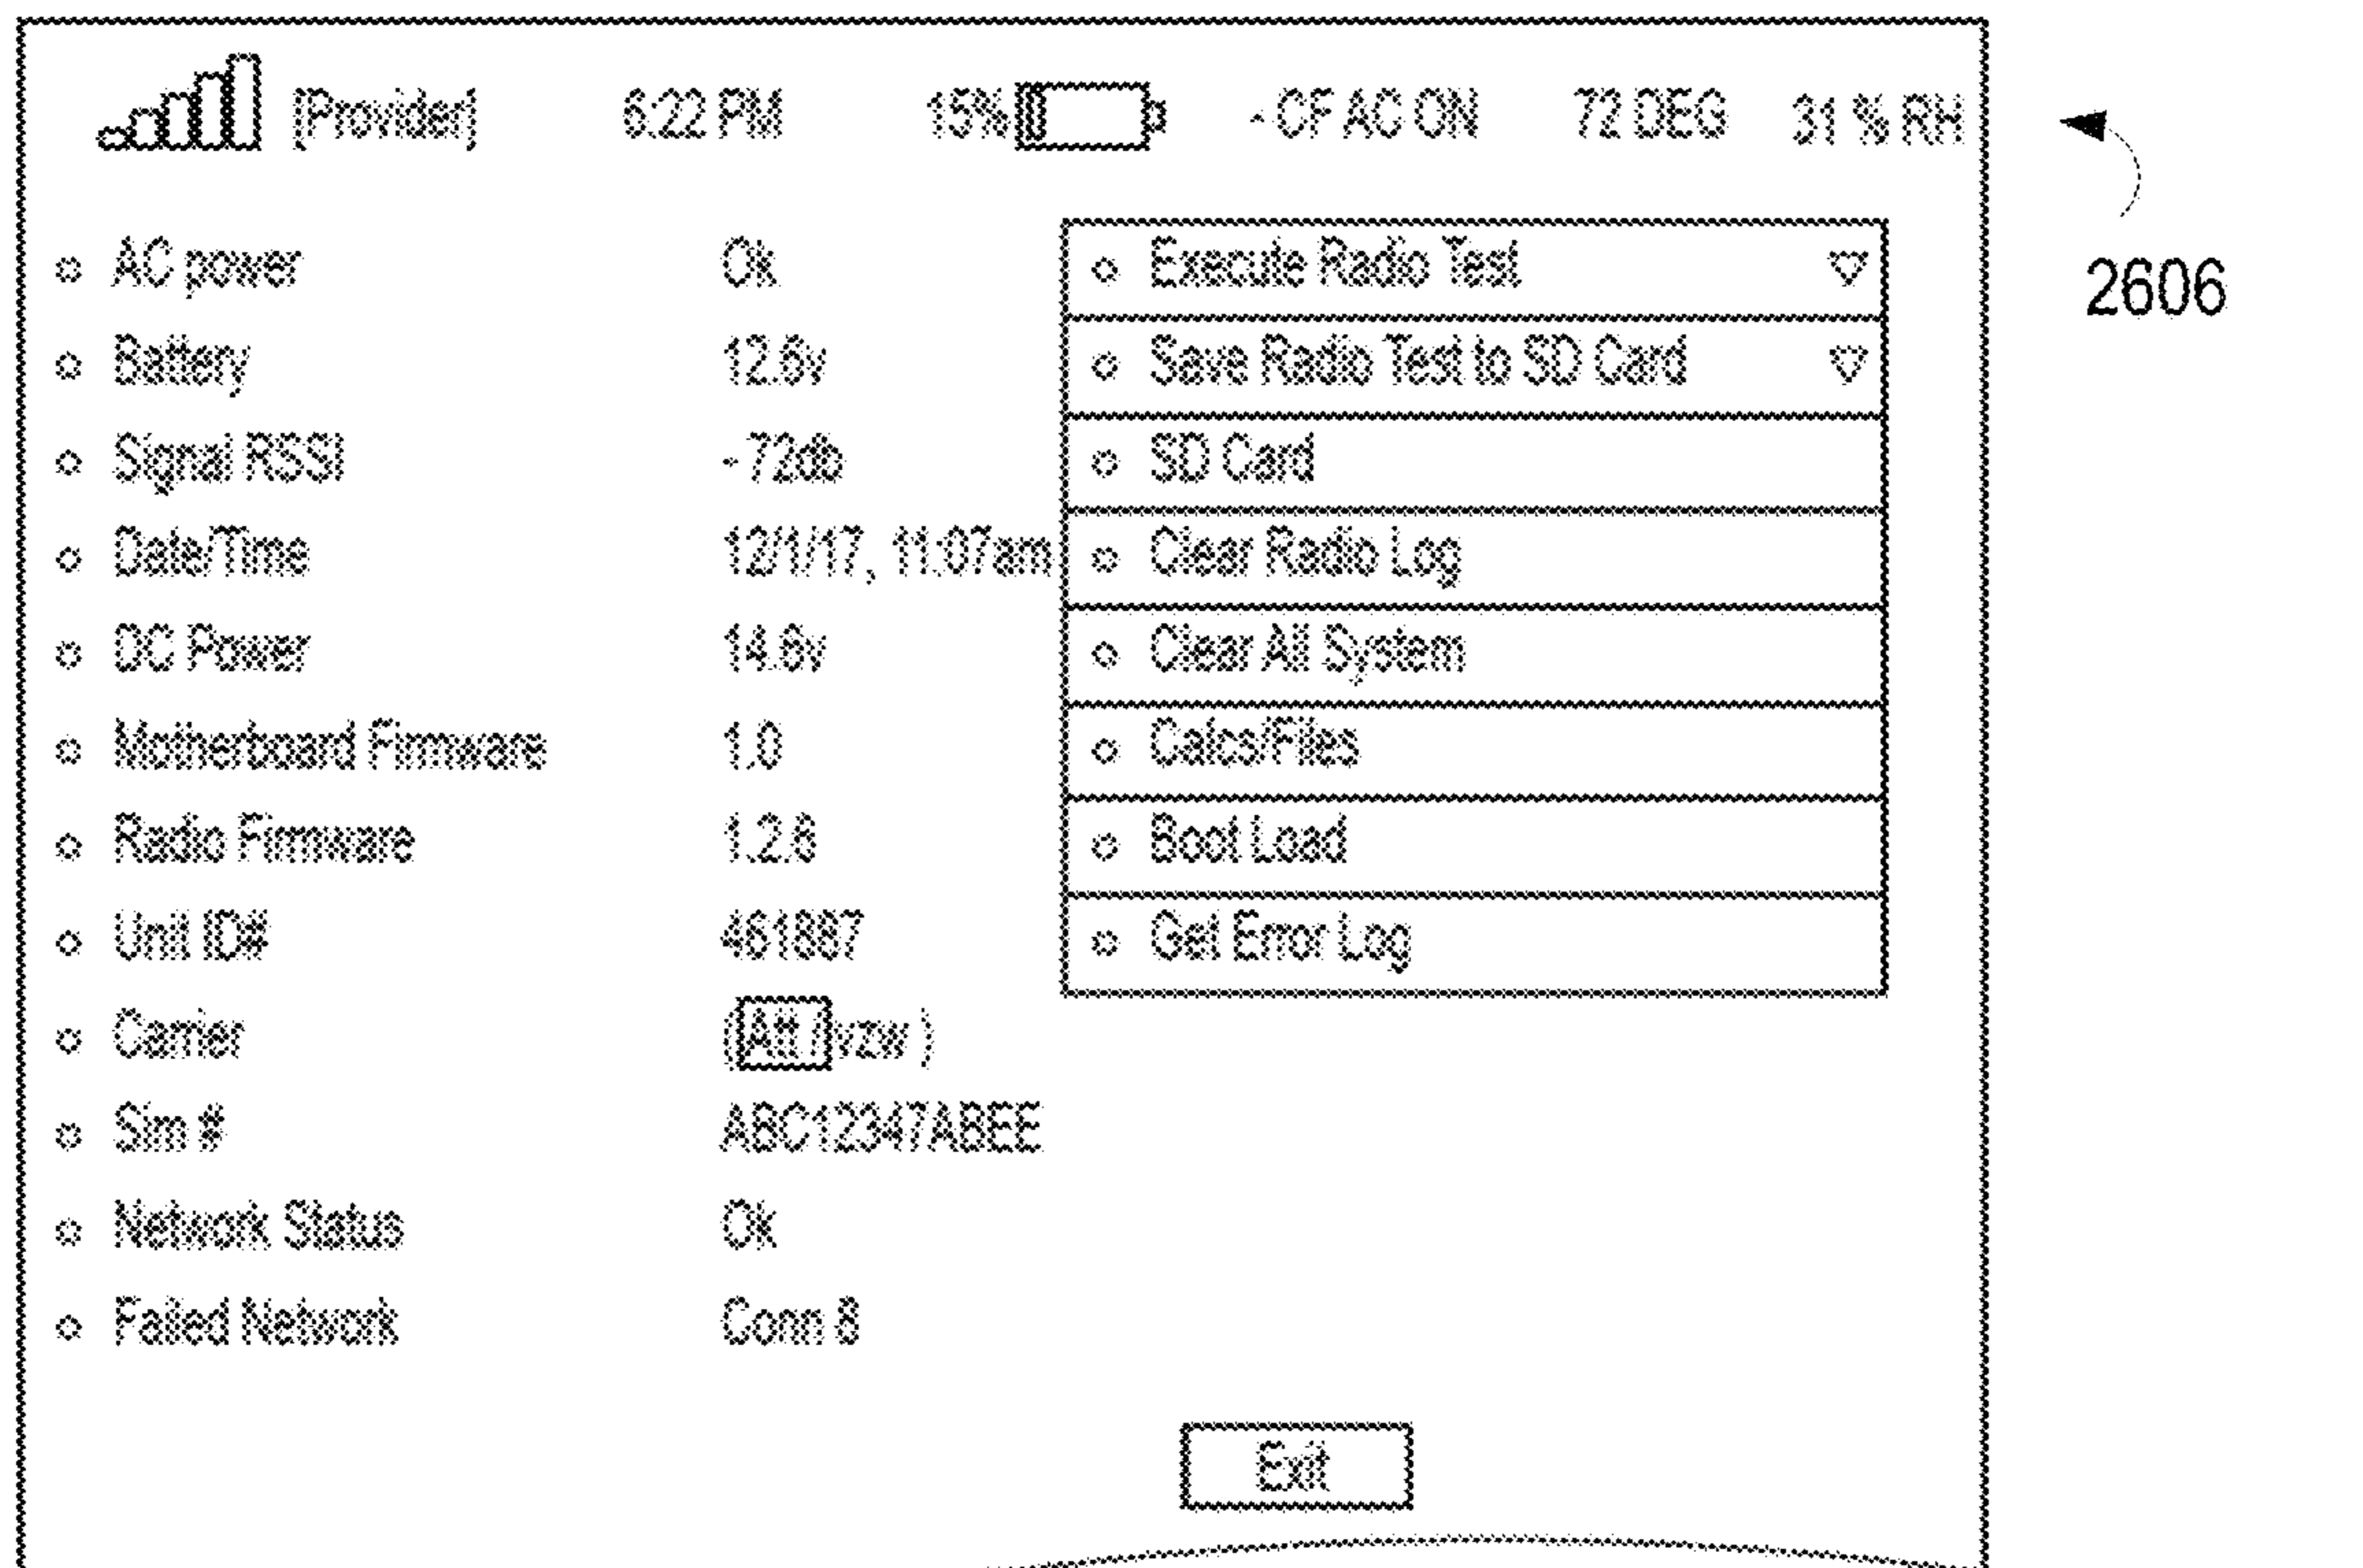 [Provider] 6:22 PM 15% - CF AC ON 72 DEG 31 % RH
2606
AC power Ok
Battery 12.6v
Signal RSSI -72db
Date/Time 12/1/17, 11:07am
DC Power 14.6v
Motherboard Firmware 1.0
Radio Firmware 1.2.6
Unit ID# 461887
Carrier (Att / vzw )
Sim # ABC12347ABEE
Network Status Ok
Failed Network Conn 8
Execute Radio Test
Save Radio Test to SD Card
SD Card
Clear Radio Log
Clear All System
Calcs/Files
Boot Load
Get Error Log
Exit